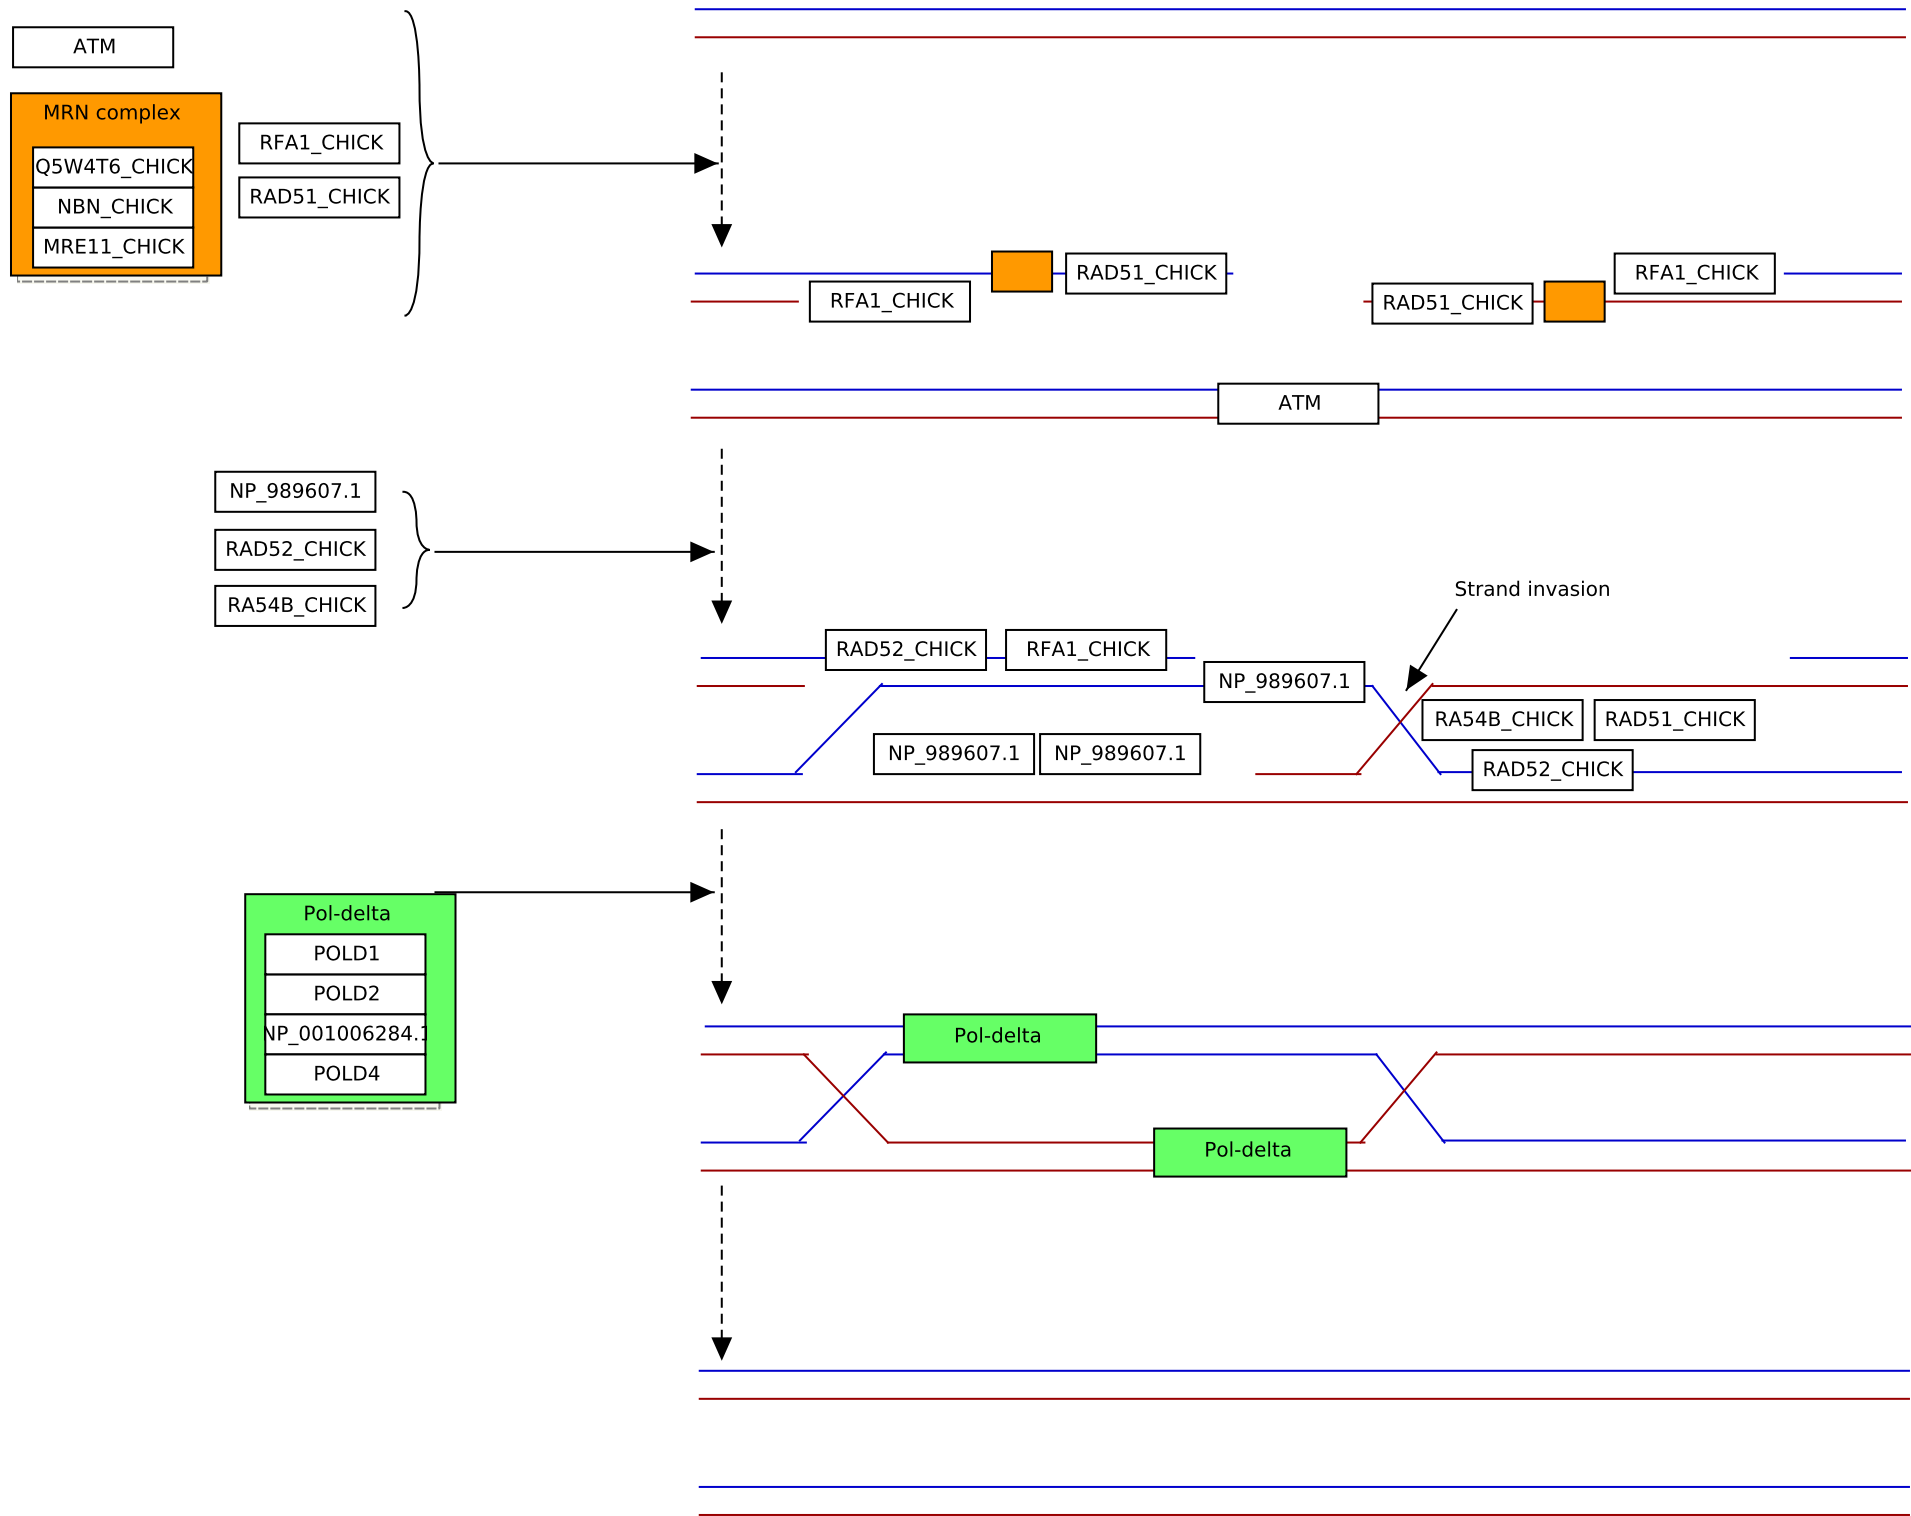 ATM
MRN complex
Q5W4T6_CHICK
NBN_CHICK
MRE11_CHICK
RFA1_CHICK
RAD51_CHICK
RAD51_CHICK
RFA1_CHICK
RFA1_CHICK
RAD51_CHICK
ATM
NP_989607.1
RAD52_CHICK
RA54B_CHICK
Strand invasion
RAD52_CHICK
RFA1_CHICK
NP_989607.1
RA54B_CHICK
RAD51_CHICK
NP_989607.1
NP_989607.1
RAD52_CHICK
Pol-delta
POLD1
POLD2
NP_001006284.1
POLD4
Pol-delta
Pol-delta